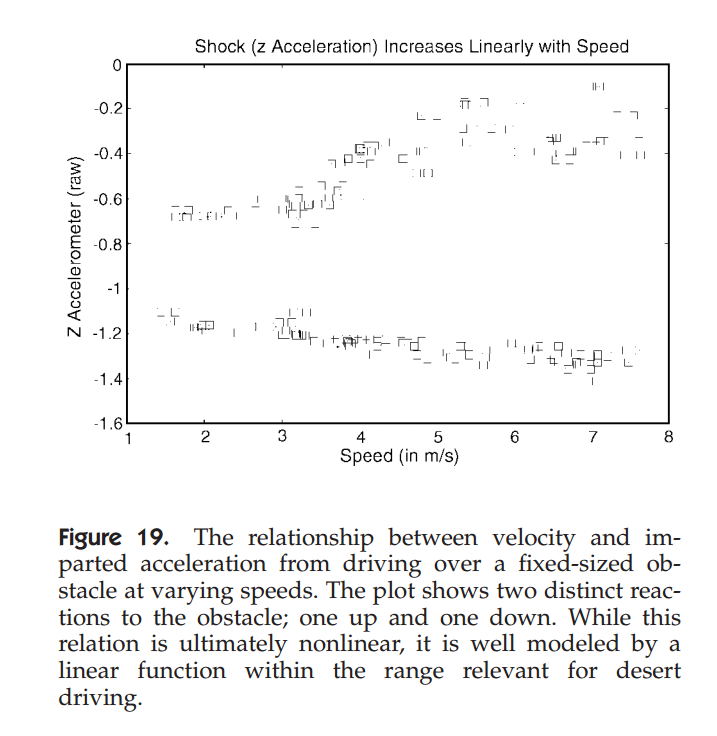 Shock (z Acceleration) Increases Linearly with Speed
0
-0.2
-0.4
-0.6
-0.8
-1
-1.2
-1.4
-1.6
Z Accelerometer (raw)
1 2 3 4 5 6 7 8
Speed (in m/s)
Figure 19. The relationship between velocity and im-
parted acceleration from driving over a fixed-sized ob-
stacle at varying speeds. The plot shows two distinct reac-
tions to the obstacle; one up and one down. While this
relation is ultimately nonlinear, it is well modeled by a
linear function within the range relevant for desert
driving.